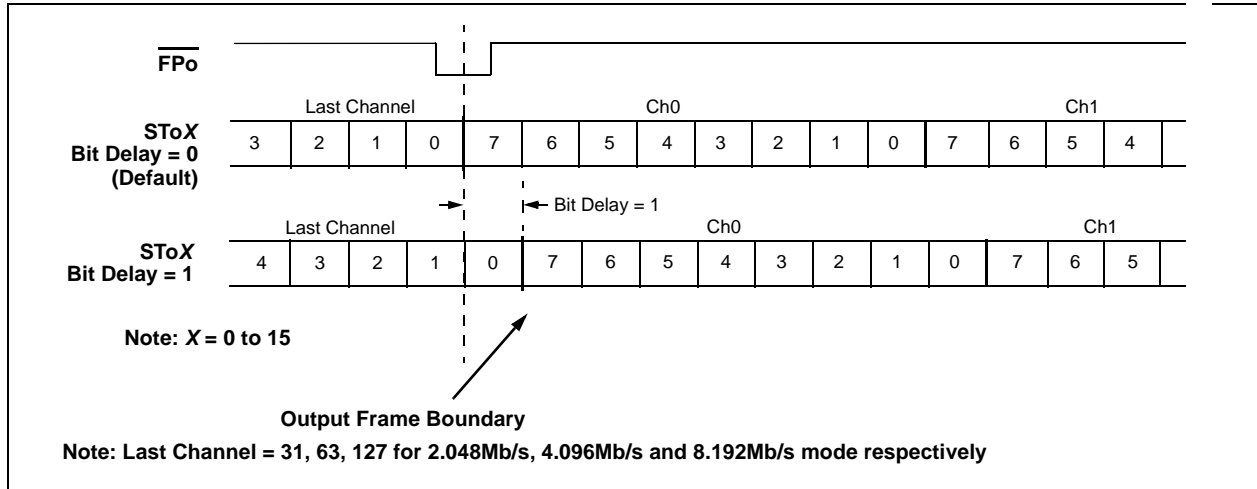 FPo
Last Channel Ch0 Ch1
SToX
Bit Delay = 0
(Default)
3 2 1 0 7 6 5 4 3 2 1 0 7 6 5 4
Bit Delay = 1
Last Channel Ch0 Ch1
SToX
Bit Delay = 1
4 3 2 1 0 7 6 5 4 3 2 1 0 7 6 5
Note: X = 0 to 15
Output Frame Boundary
Note: Last Channel = 31, 63, 127 for 2.048Mb/s, 4.096Mb/s and 8.192Mb/s mode respectively